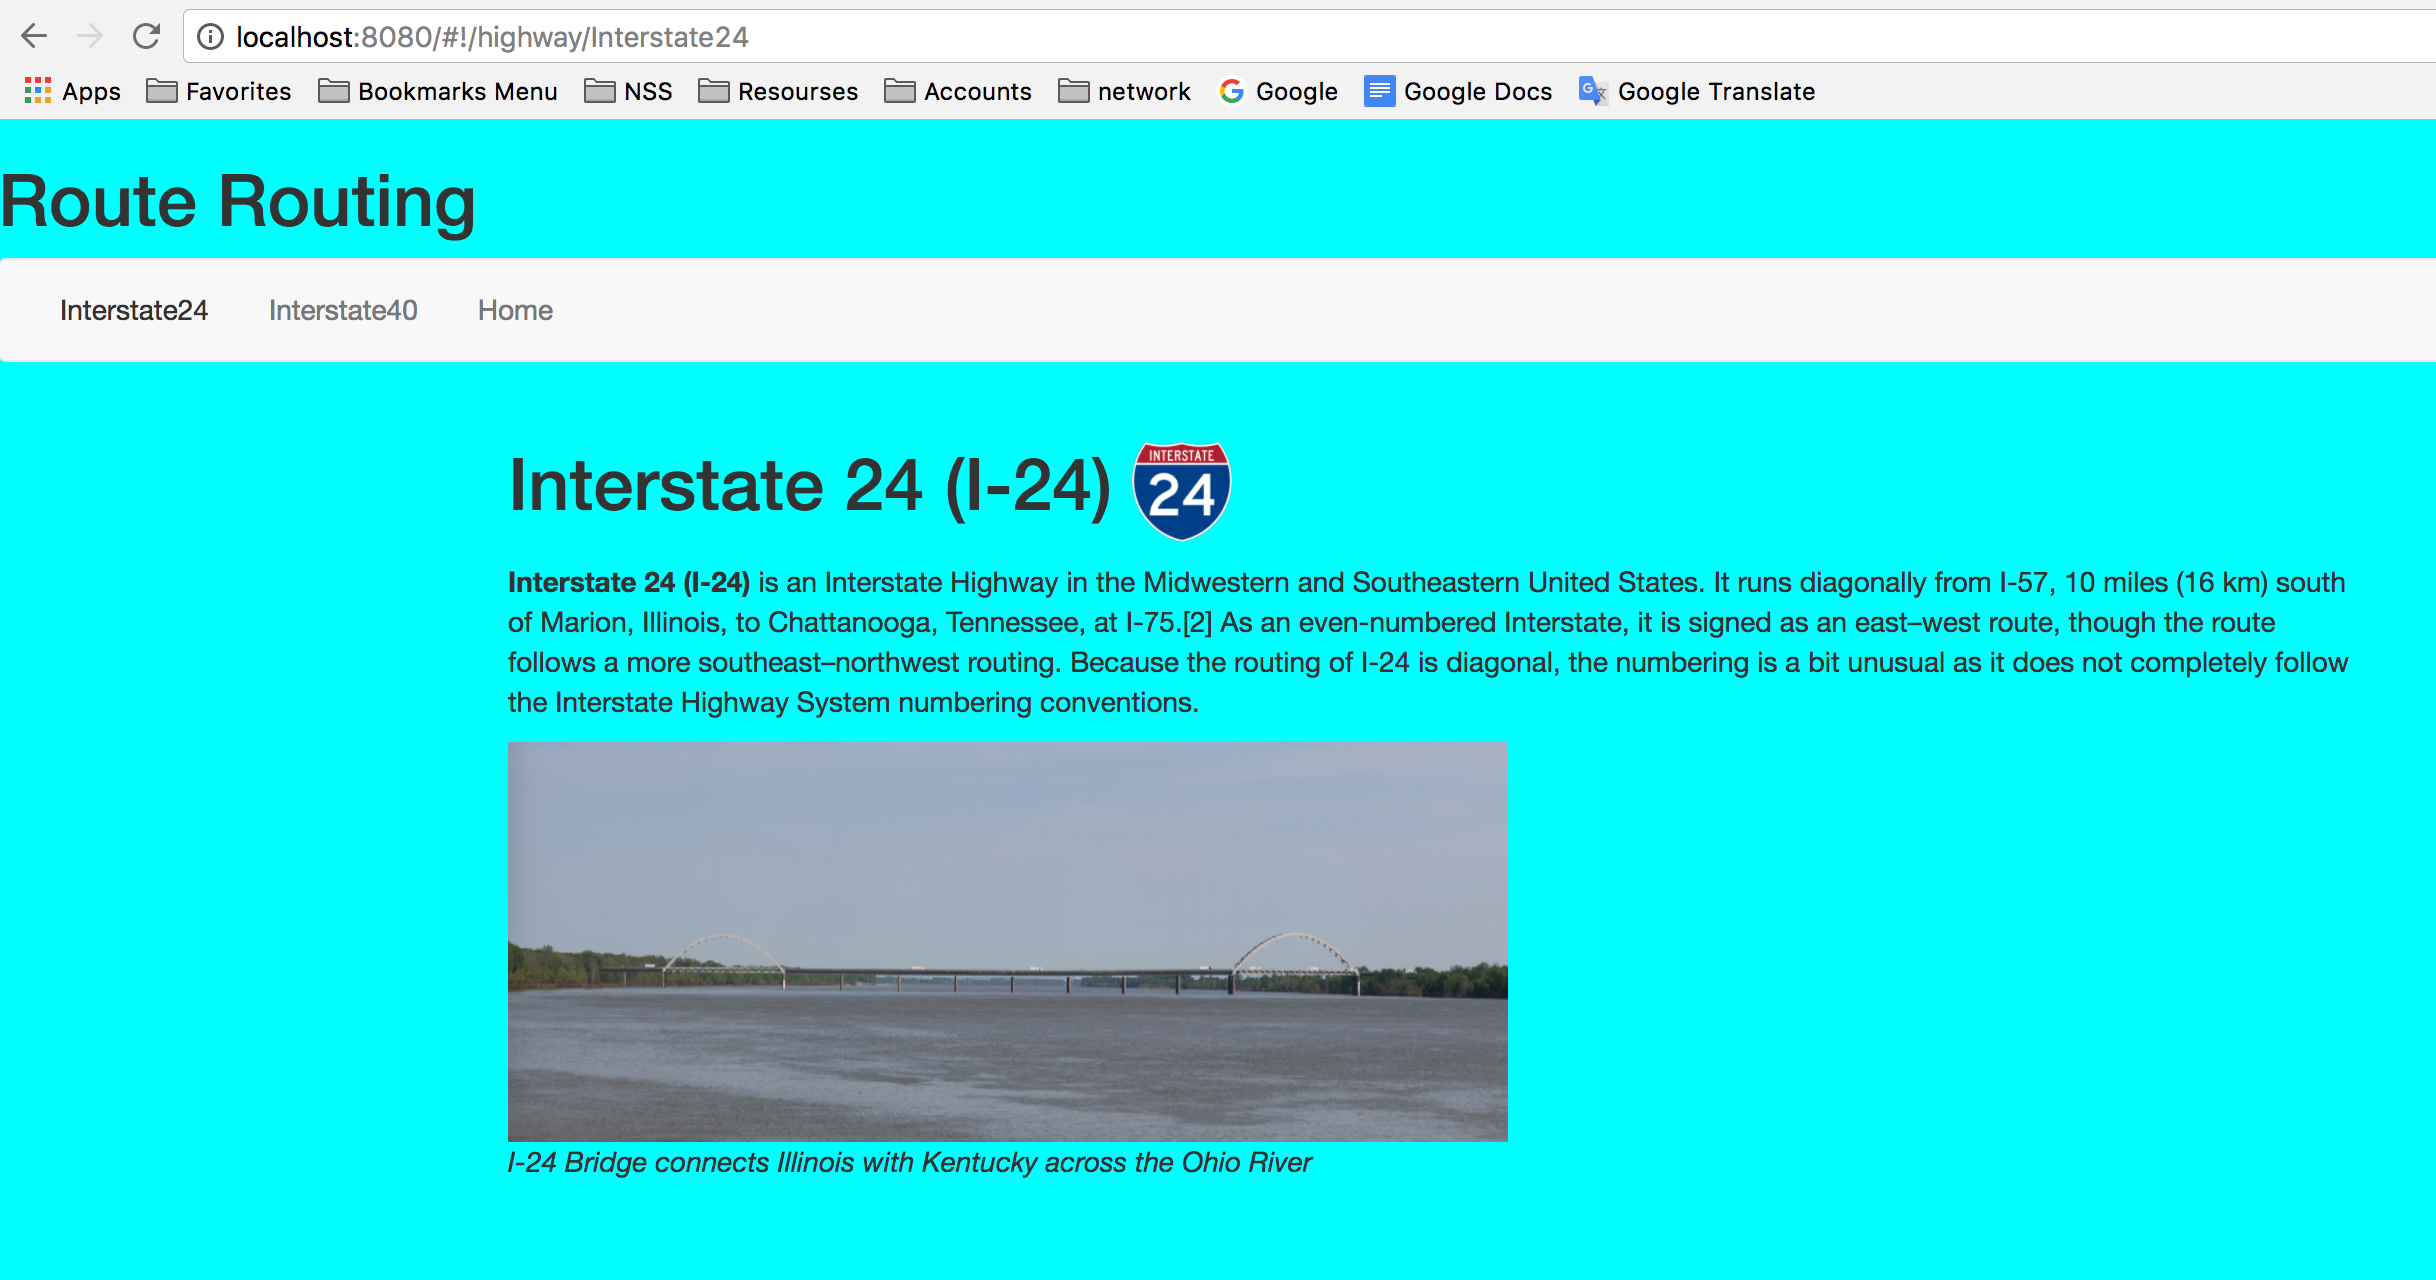 localhost:8080/#!/highway/Interstate24
Apps Favorites Bookmarks Menu NSS Resourses Accounts network Google Google Docs Google Translate
Route Routing
Interstate24 Interstate40 Home
Interstate 24 (I-24) INTERSTATE 24
Interstate 24 (I-24) is an Interstate Highway in the Midwestern and Southeastern United States. It runs diagonally from I-57, 10 miles (16 km) south
of Marion, Illinois, to Chattanooga, Tennessee, at I-75.[2] As an even-numbered Interstate, it is signed as an east–west route, though the route
follows a more southeast–northwest routing. Because the routing of I-24 is diagonal, the numbering is a bit unusual as it does not completely follow
the Interstate Highway System numbering conventions.
I-24 Bridge connects Illinois with Kentucky across the Ohio River